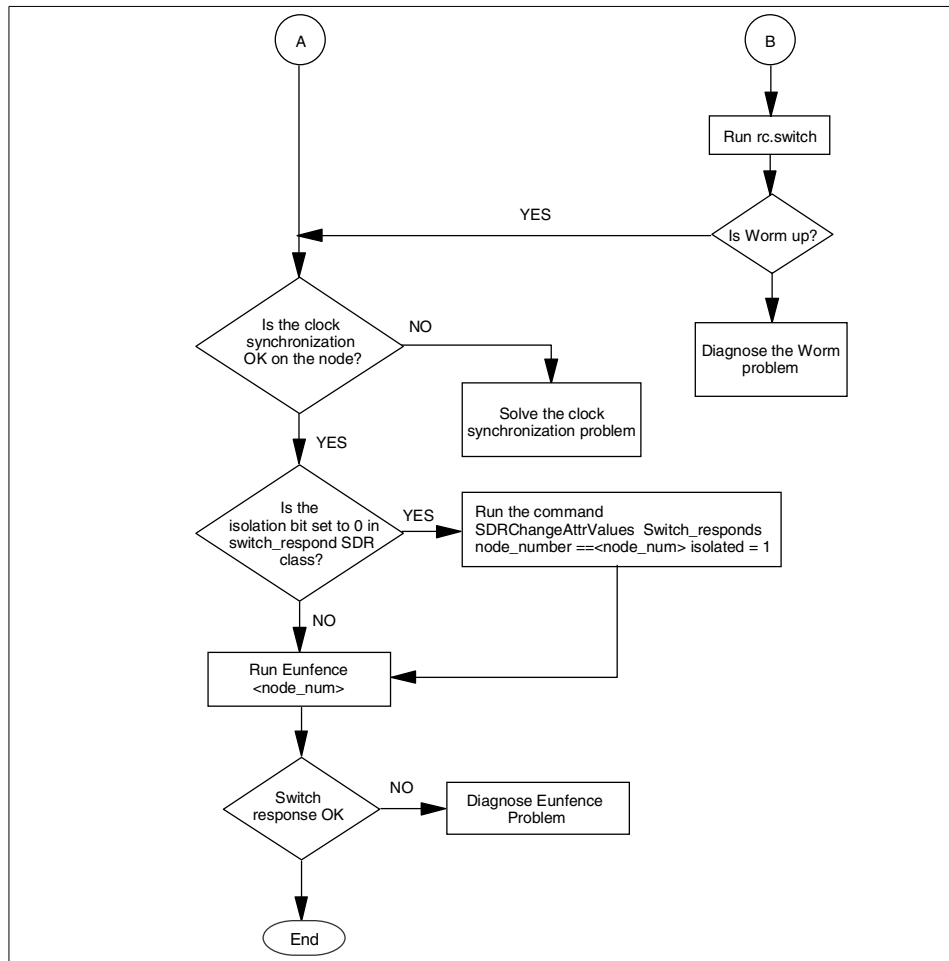 A
B
Run rc.switch
YES
Is Worm up?
Is the clock
synchronization
OK on the node?
NO
Diagnose the Worm
problem
Solve the clock
synchronization problem
YES
Is the
isolation bit set to 0 in
switch_respond SDR
class?
YES
Run the command
SDRChangeAttrValues Switch_responds
node_number ==<node_num> isolated = 1
NO
Run Eunfence
<node_num>
Switch
response OK
NO
Diagnose Eunfence
Problem
End